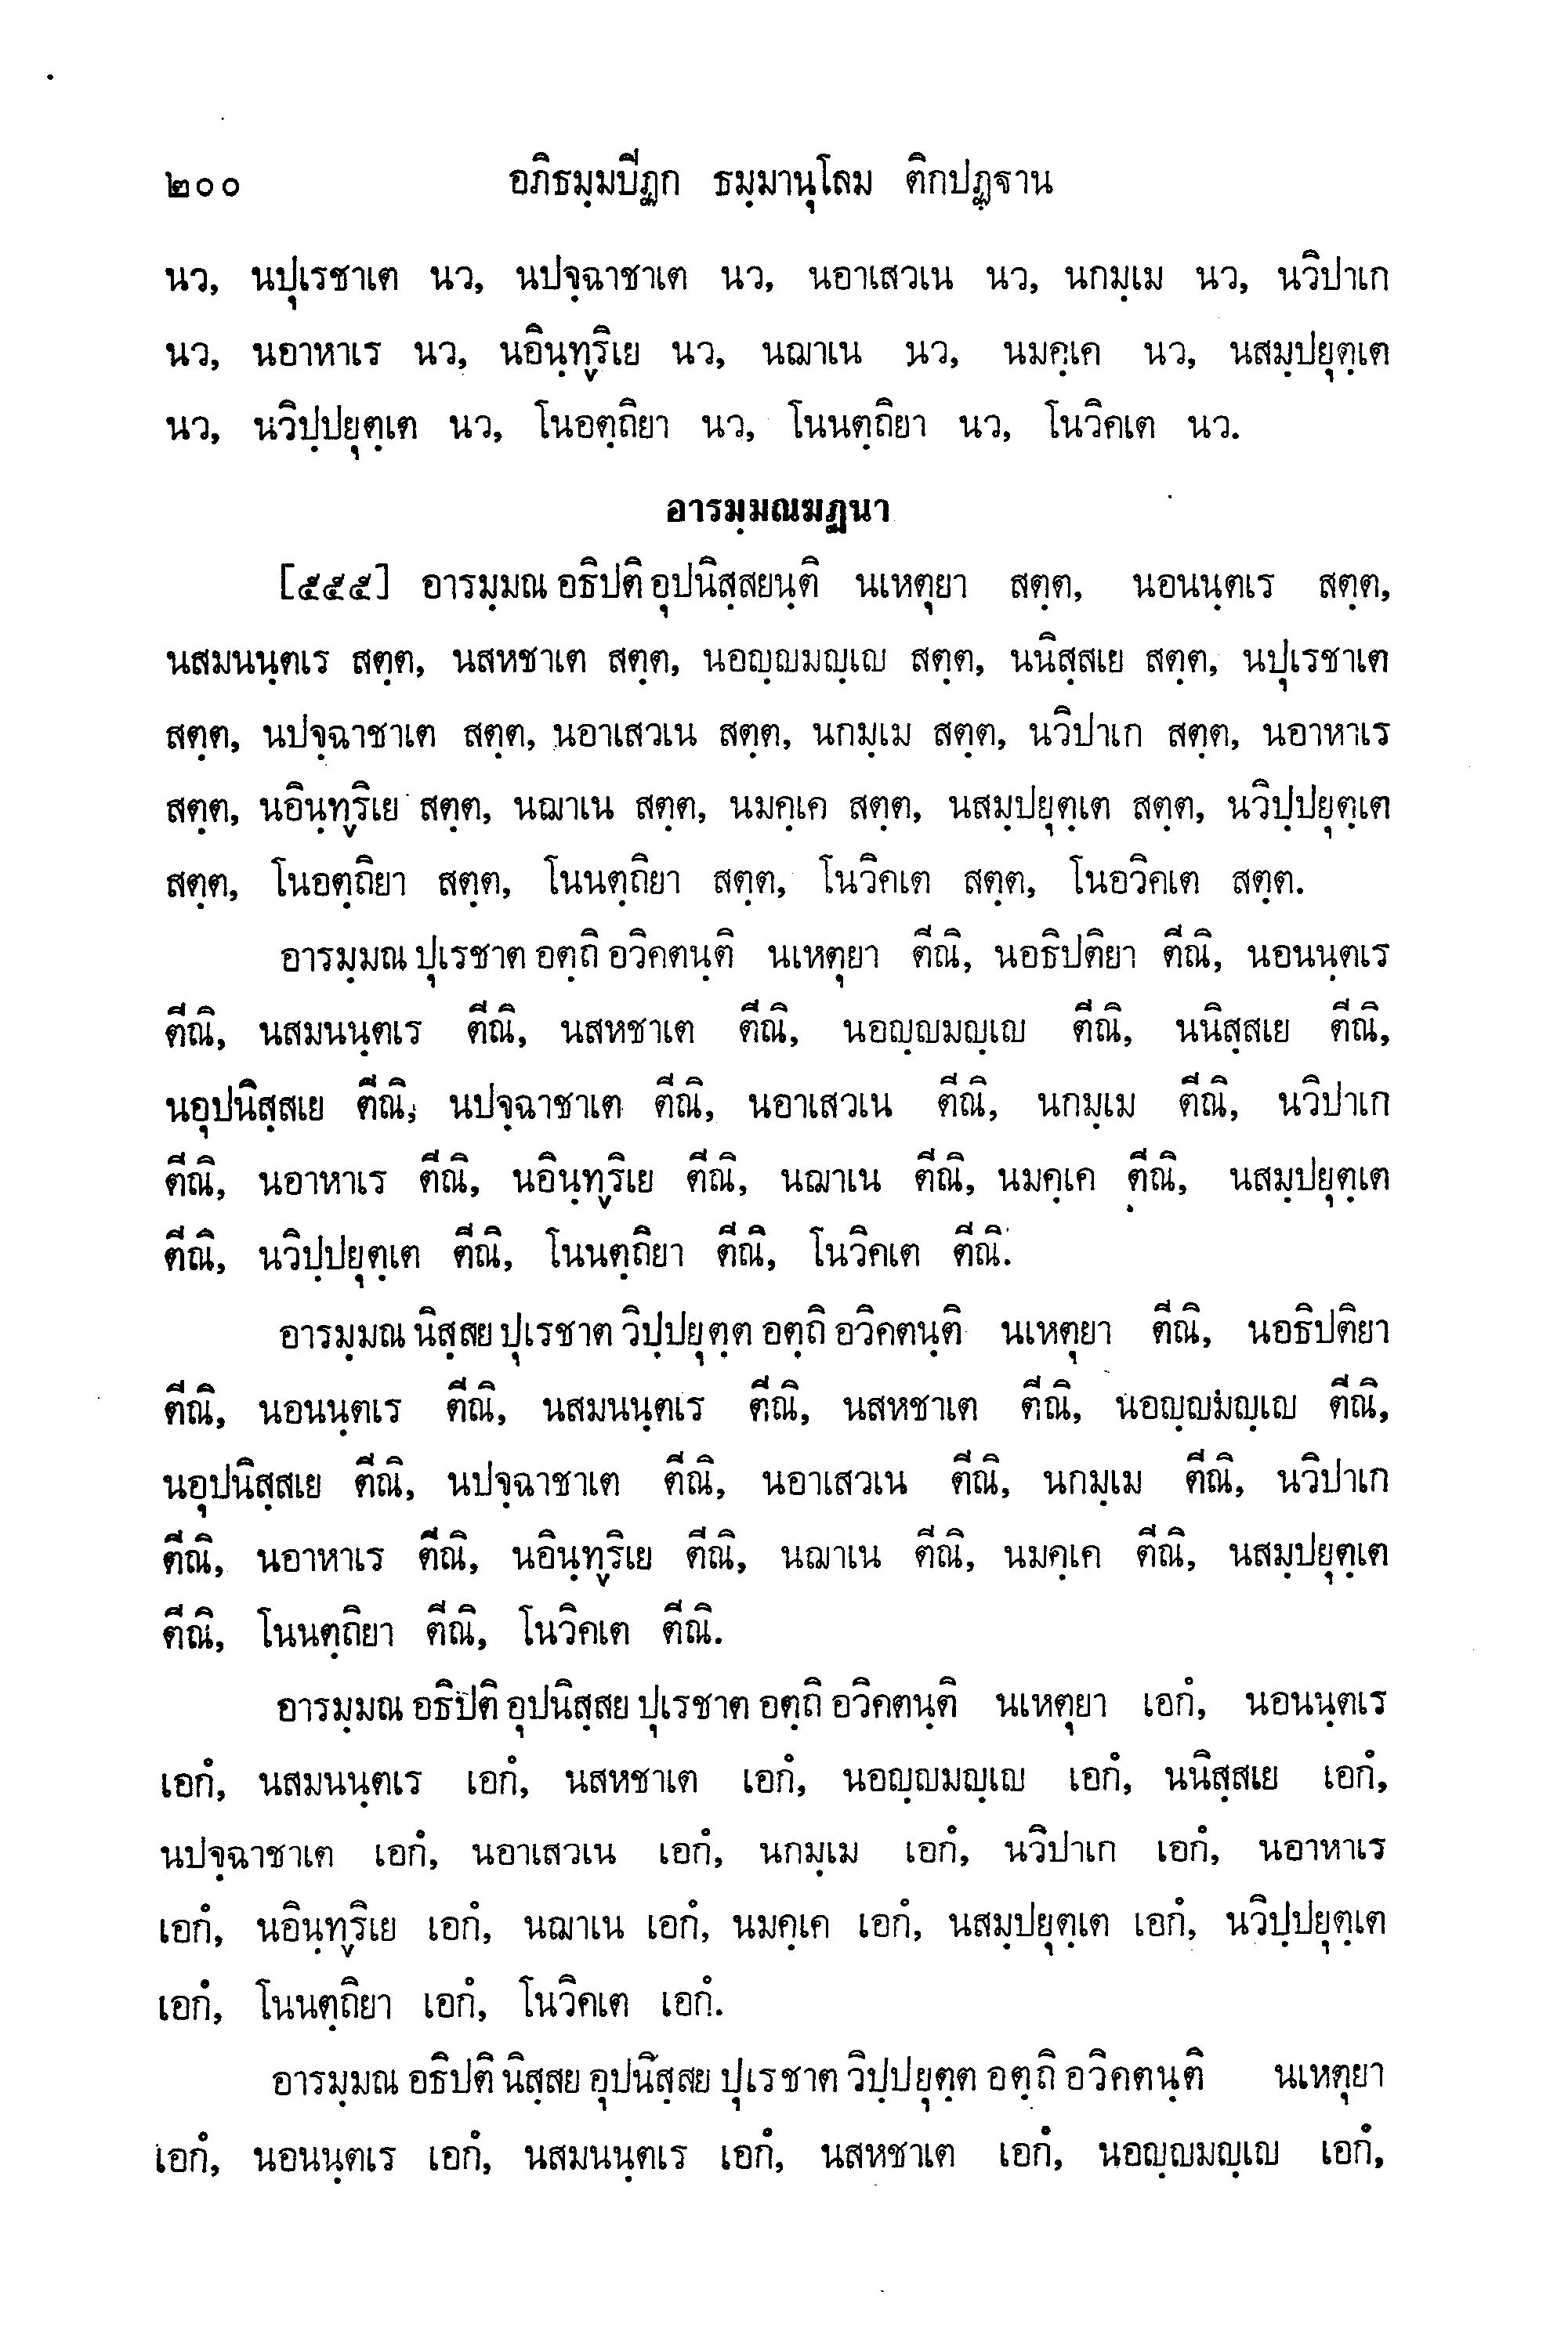 ๒๐๐ อภิธมฺมปีฏก ธมฺมานุโลม ติกปฏฺฐาน
นว, นปุเรชาเต นว, นปจฺฉาชาเต นว, นอาเสวเน นว, นกมฺเม นว, นวิปาเก
นว, นอาหาเร นว, นอินฺทฺริเย นว, นฌาเน นว, นมคฺเค นว, นสมฺปยุตฺเต
นว, นวิปฺปยุตฺเต นว, โนอตฺถิยา นว, โนนตฺถิยา นว, โนวิคเต นว.
อารมฺมณฆฏนา
[๕๕๕] อารมฺมณ อธิปติ อุปนิสฺสยนฺติ นเหตุยา สตฺต, นอนนฺตเร สตฺต,
นสมนนฺตเร สตฺต, นสหชาเต สตฺต, นอญฺญมญฺเญ สตฺต, นนิสฺสเย สตฺต, นปุเรชาเต
สตฺต, นปจฺฉาชาเต สตฺต, นอาเสวเน สตฺต, นกมฺเม สตฺต, นวิปาเก สตฺต, นอาหาเร
สตฺต, นอินฺทฺริเย สตฺต, นฌาเน สตฺต, นมคฺเค สตฺต, นสมฺปยุตฺเต สตฺต, นวิปฺปยุตฺเต
สตฺต, โนอตฺถิยา สตฺต, โนนตฺถิยา สตฺต, โนวิคเต สตฺต, โนอวิคเต สตฺต.
อารมฺมณ ปุเรชาต อตฺถิ อวิคตนฺติ นเหตุยา ตีณิ, นอธิปติยา ตีณิ, นอนนฺตเร
ตีณิ, นสมนนฺตเร ตีณิ, นสหชาเต ตีณิ, นอญฺญมญฺเญ ตีณิ, นนิสฺสเย ตีณิ,
นอุปนิสฺสเย ตีณิ, นปจฺฉาชาเต ตีณิ, นอาเสวเน ตีณิ, นกมฺเม ตีณิ, นวิปาเก
ตีณิ, นอาหาเร ตีณิ, นอินฺทฺริเย ตีณิ, นฌาเน ตีณิ, นมคฺเค ตีณิ, นสมฺปยุตฺเต
ตีณิ, นวิปฺปยุตฺเต ตีณิ, โนนตฺถิยา ตีณิ, โนวิคเต ตีณิ.
อารมฺมณ นิสฺสย ปุเรชาต วิปฺปยุตฺต อตฺถิ อวิคตนฺติ นเหตุยา ตีณิ, นอธิปติยา
ตีณิ, นอนนฺตเร ตีณิ, นสมนนฺตเร ตีณิ, นสหชาเต ตีณิ, นอญฺญมญฺเญ ตีณิ,
นอุปนิสฺสเย ตีณิ, นปจฺฉาชาเต ตีณิ, นอาเสวเน ตีณิ, นกมฺเม ตีณิ, นวิปาเก
ตีณิ, นอาหาเร ตีณิ, นอินฺทฺริเย ตีณิ, นฌาเน ตีณิ, นมคฺเค ตีณิ, นสมฺปยุตฺเต
ตีณิ, โนนตฺถิยา ตีณิ, โนวิคเต ตีณิ.
อารมฺมณ อธิปติ อุปนิสฺสย ปุเรชาต อตฺถิ อวิคตนฺติ นเหตุยา เอกํ, นอนนฺตเร
เอกํ, นสมนนฺตเร เอกํ, นสหชาเต เอกํ, นอญฺญมญฺเญ เอกํ, นนิสฺสเย เอกํ,
นปจฺฉาชาเต เอกํ, นอาเสวเน เอกํ, นกมฺเม เอกํ, นวิปาเก เอกํ, นอาหาเร
เอกํ, นอินฺทฺริเย เอกํ, นฌาเน เอกํ, นมคฺเค เอกํ, นสมฺปยุตฺเต เอกํ, นวิปฺปยุตฺเต
เอกํ, โนนตฺถิยา เอกํ, โนวิคเต เอกํ.
อารมฺมณ อธิปติ นิสฺสย อุปนิสฺสย ปุเรชาต วิปฺปยุตฺต อตฺถิ อวิคตนฺติ นเหตุยา
เอกํ, นอนนฺตเร เอกํ, นสมนนฺตเร เอกํ, นสหชาเต เอกํ, นอญฺญมญฺเญ เอกํ,